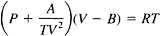 (P + A/TV²)(V − B) = RT